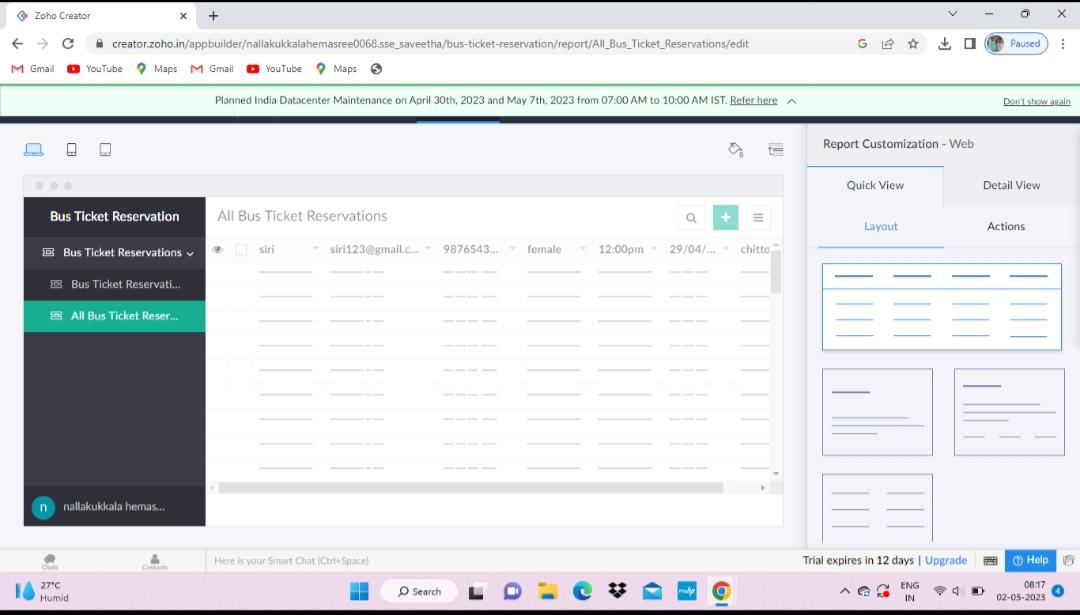 Zoho Creator
creator.zoho.in/appbuilder/nallakukkalahemasree0068.sse_saveetha/bus-ticket-reservation/report/All_Bus_Ticket_Reservations/edit
Paused
Gmail YouTube Maps Gmail YouTube Maps
Planned India Datacenter Maintenance on April 30th, 2023 and May 7th, 2023 from 07:00 AM to 10:00 AM IST. Refer here
Don't show again
Report Customization - Web
Quick View Detail View
Layout Actions
Bus Ticket Reservation
Bus Ticket Reservations
Bus Ticket Reservati...
All Bus Ticket Reser...
n nallakukkala hemas...
All Bus Ticket Reservations
siri siri123@gmail.c... 9876543... female 12:00pm 29/04/... chitto
Chats Contacts Here is your Smart Chat (Ctrl+Space)
Trial expires in 12 days | Upgrade
Help
27°C
Humid
Search
ENG
IN
08:17
02-05-2023
4